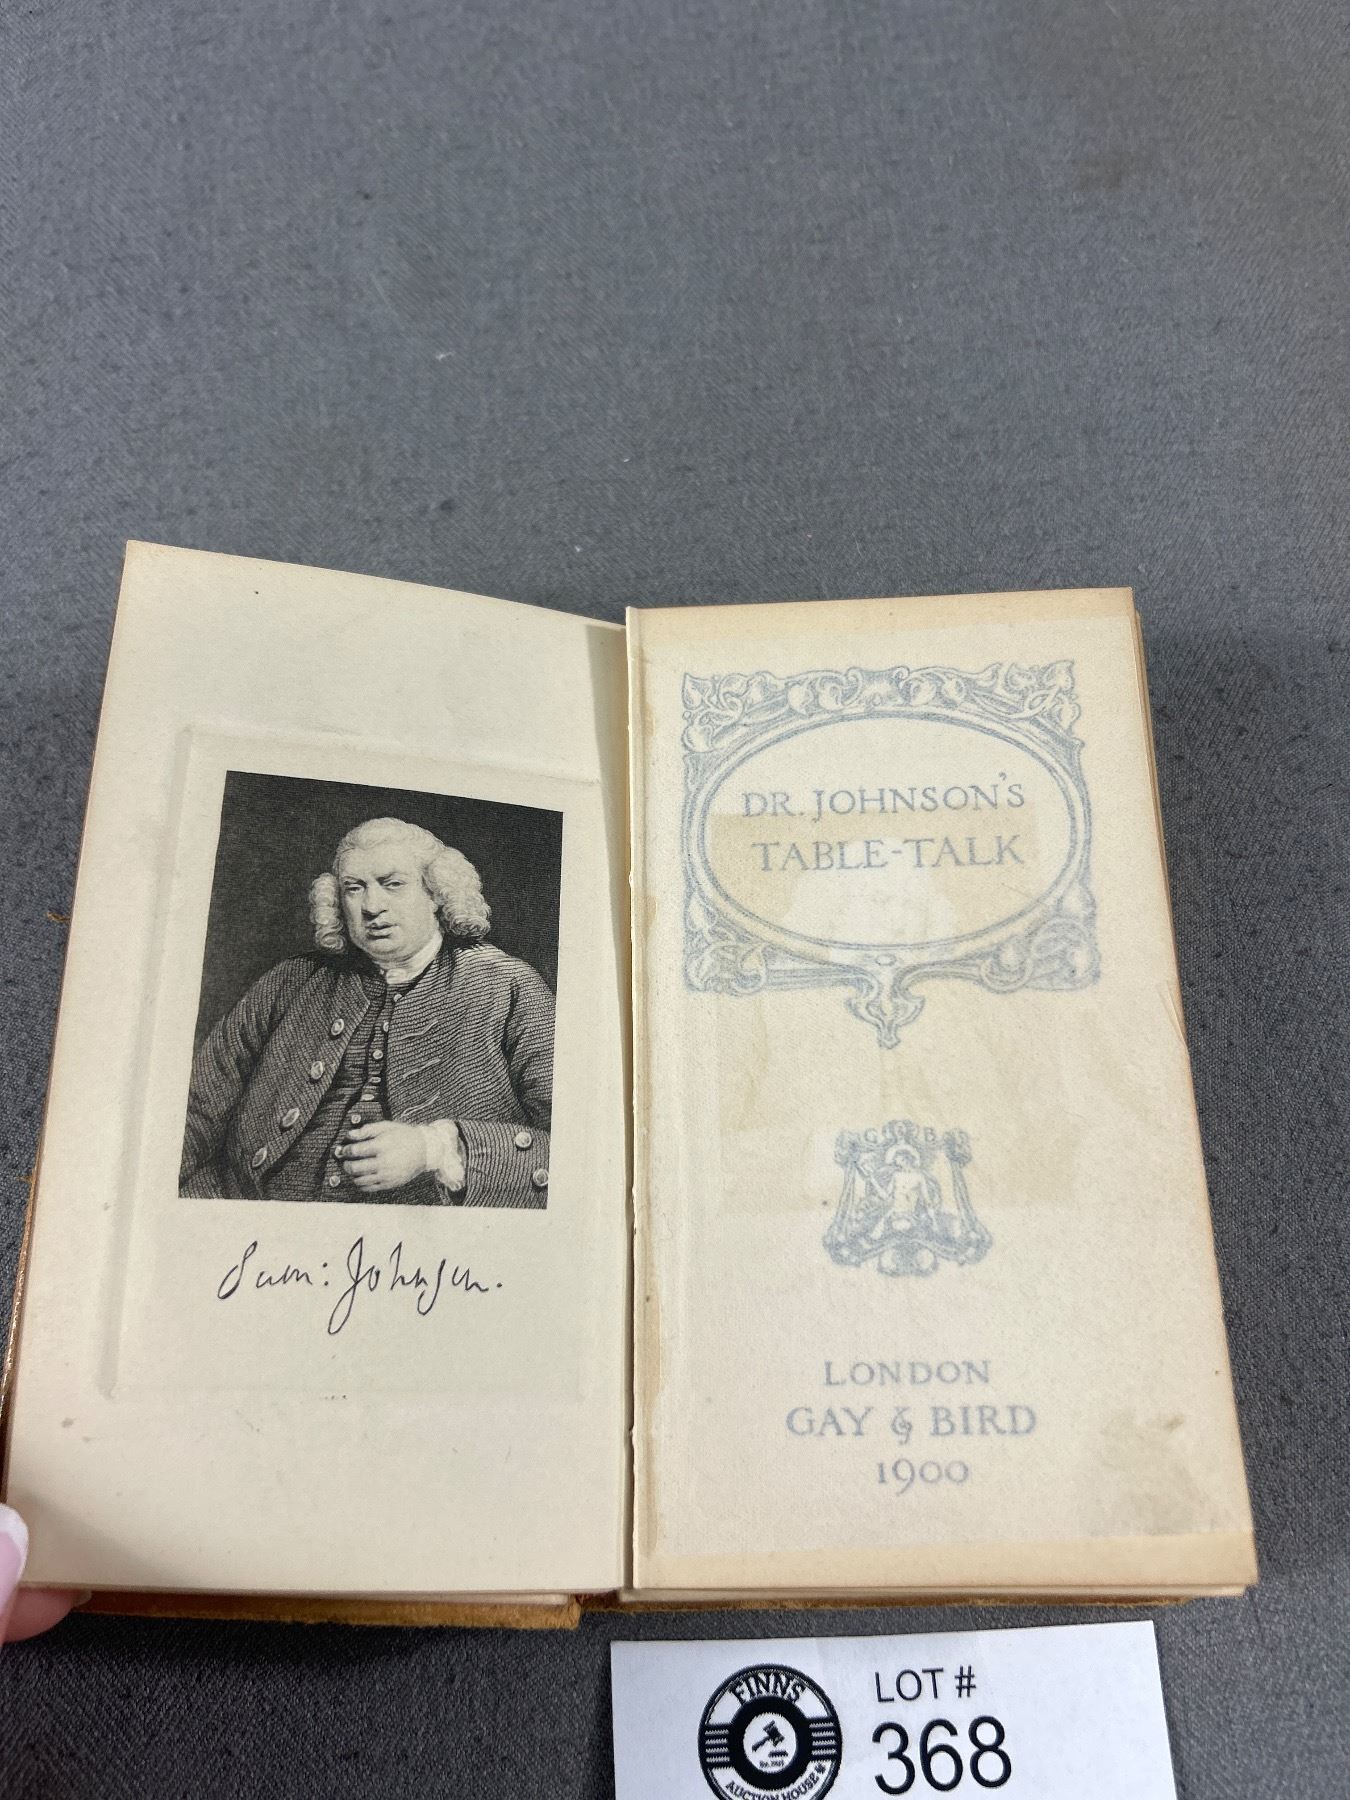 Sam: Johnson.
DR. JOHNSON'S
TABLE-TALK
G & B
LONDON
GAY & BIRD
1900
FINNS
AUCTION HOUSE
LOT #
368